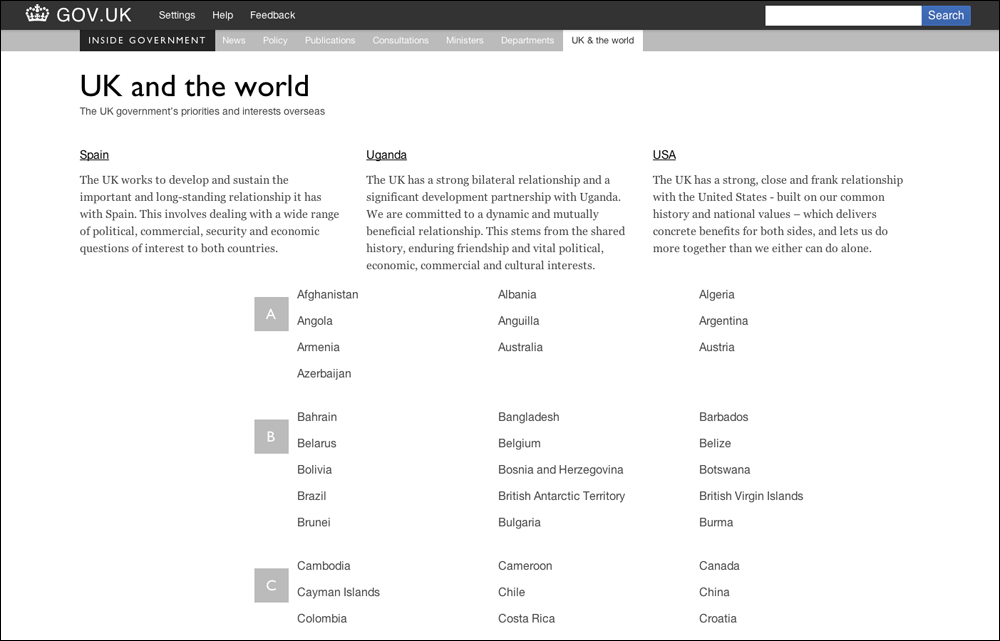 GOV.UK Settings Help Feedback Search
INSIDE GOVERNMENT News Policy Publications Consultations Ministers Departments UK & the world
UK and the world
The UK government's priorities and interests overseas
Spain
The UK works to develop and sustain the
important and long-standing relationship it has
with Spain. This involves dealing with a wide range
of political, commercial, security and economic
questions of interest to both countries.
Uganda
The UK has a strong bilateral relationship and a
significant development partnership with Uganda.
We are committed to a dynamic and mutually
beneficial relationship. This stems from the shared
history, enduring friendship and vital political,
economic, commercial and cultural interests.
USA
The UK has a strong, close and frank relationship
with the United States - built on our common
history and national values – which delivers
concrete benefits for both sides, and lets us do
more together than we either can do alone.
A
Afghanistan Albania Algeria
Angola Anguilla Argentina
Armenia Australia Austria
Azerbaijan
B
Bahrain Bangladesh Barbados
Belarus Belgium Belize
Bolivia Bosnia and Herzegovina Botswana
Brazil British Antarctic Territory British Virgin Islands
Brunei Bulgaria Burma
C
Cambodia Cameroon Canada
Cayman Islands Chile China
Colombia Costa Rica Croatia